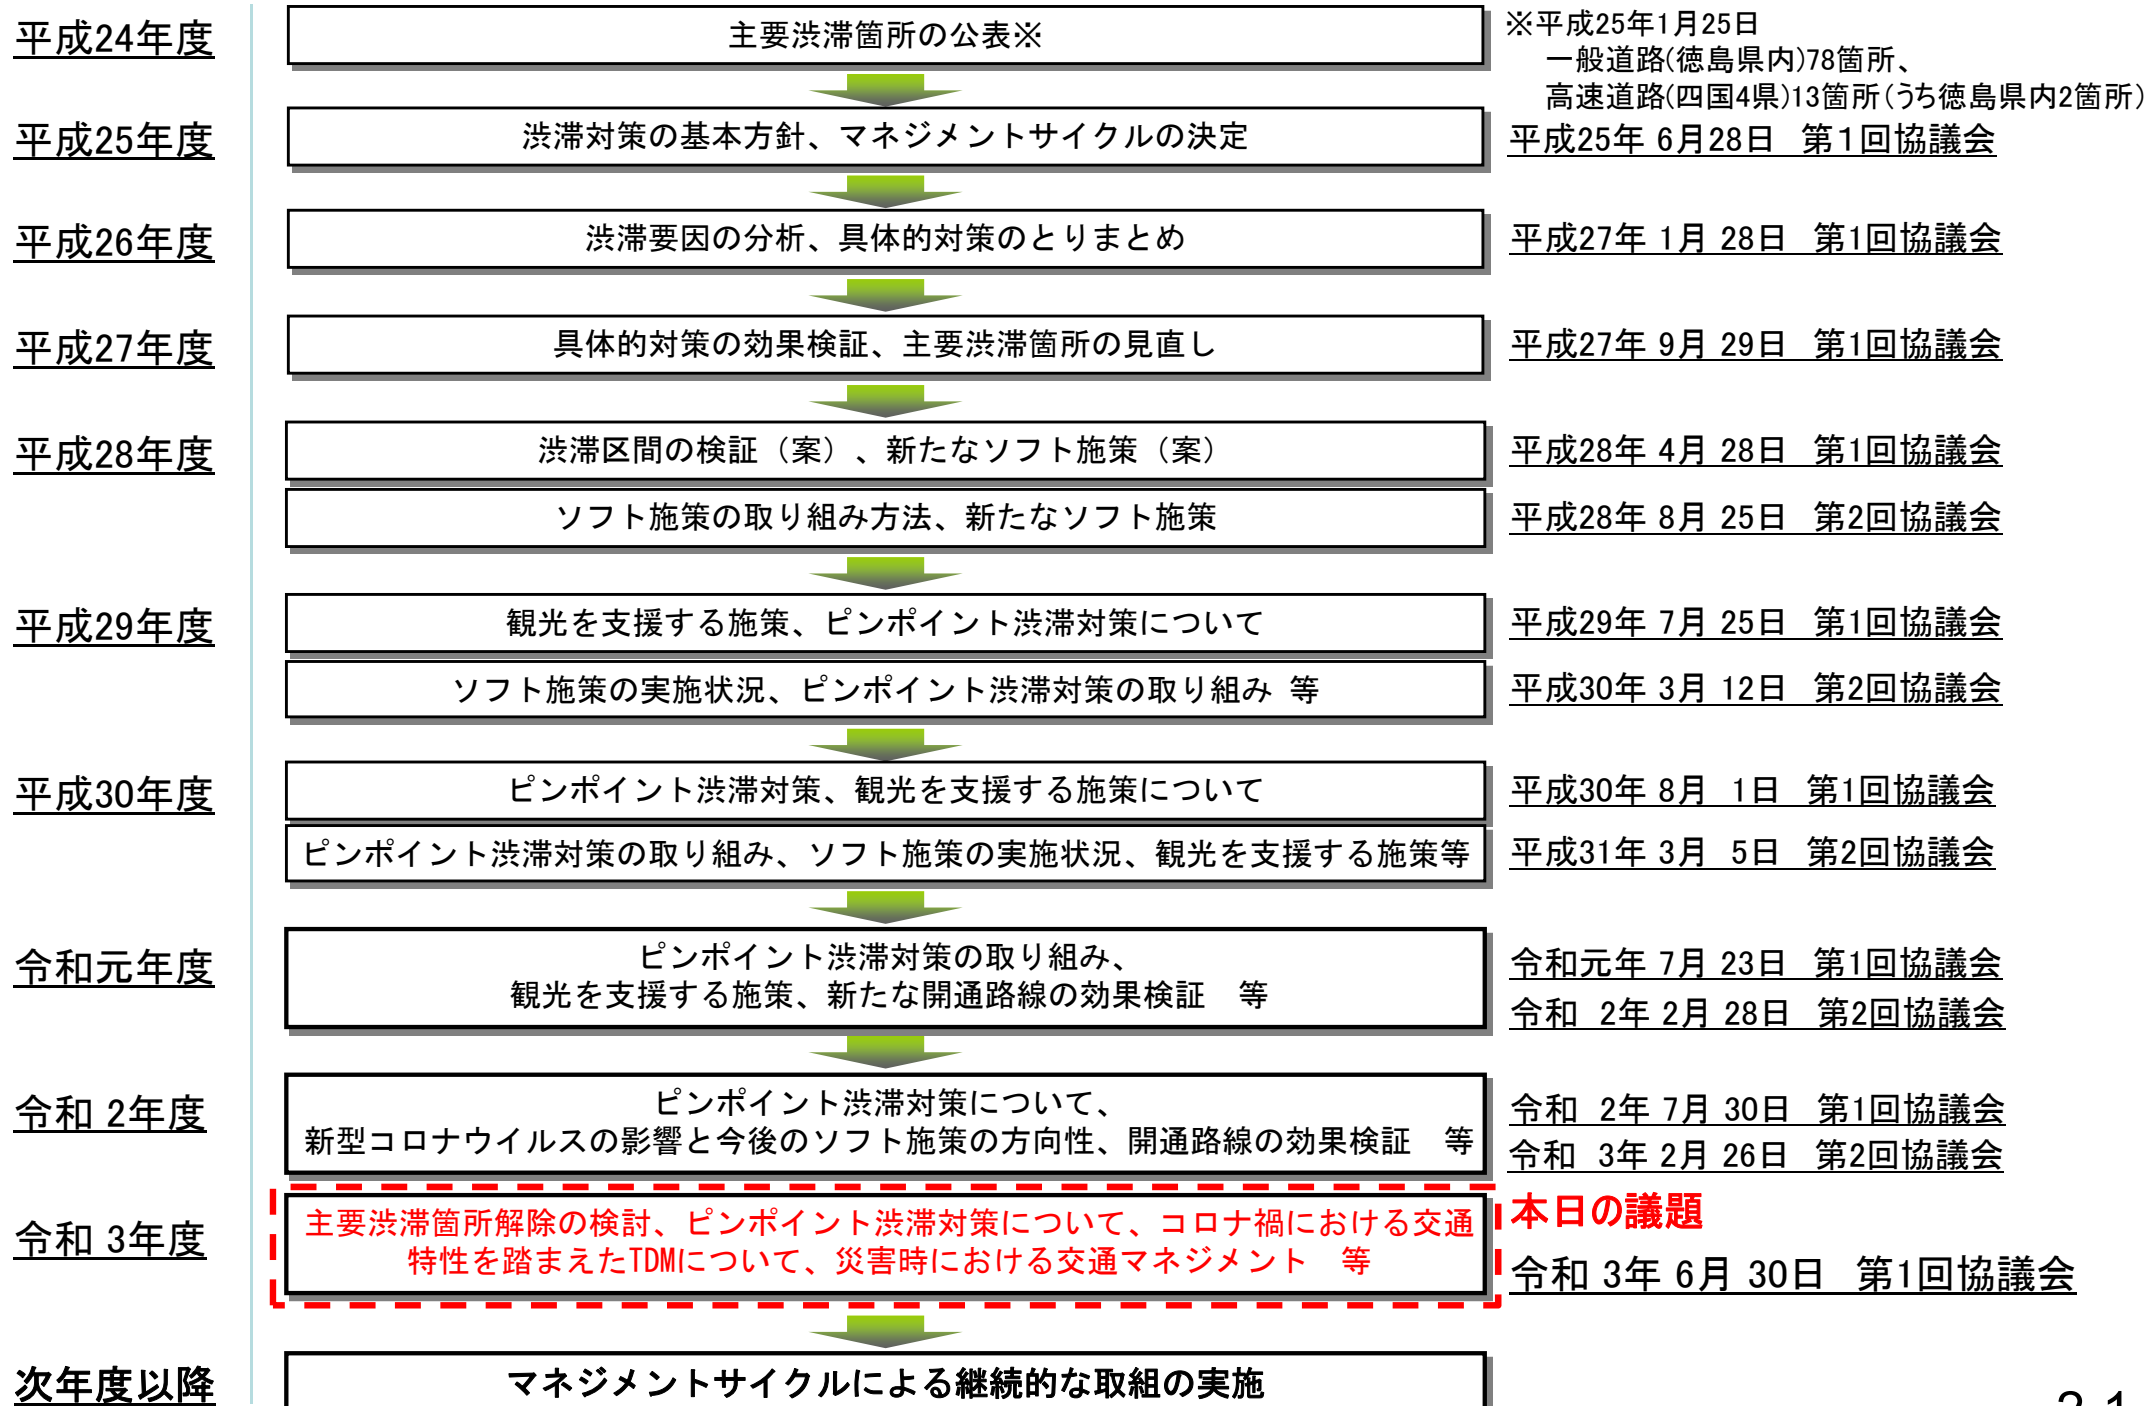 平成24年度
主要渋滞箇所の公表※
※平成25年1月25日
一般道路(徳島県内)78箇所、
高速道路(四国4県)13箇所(うち徳島県内2箇所)
平成25年度
渋滞対策の基本方針、マネジメントサイクルの決定
平成25年 6月28日 第1回協議会
平成26年度
渋滞要因の分析、具体的対策のとりまとめ
平成27年 1月 28日 第1回協議会
平成27年度
具体的対策の効果検証、主要渋滞箇所の見直し
平成27年 9月 29日 第1回協議会
平成28年度
渋滞区間の検証（案）、新たなソフト施策（案）
平成28年 4月 28日 第1回協議会
ソフト施策の取り組み方法、新たなソフト施策
平成28年 8月 25日 第2回協議会
平成29年度
観光を支援する施策、ピンポイント渋滞対策について
平成29年 7月 25日 第1回協議会
ソフト施策の実施状況、ピンポイント渋滞対策の取り組み 等
平成30年 3月 12日 第2回協議会
平成30年度
ピンポイント渋滞対策、観光を支援する施策について
平成30年 8月 1日 第1回協議会
ピンポイント渋滞対策の取り組み、ソフト施策の実施状況、観光を支援する施策等
平成31年 3月 5日 第2回協議会
令和元年度
ピンポイント渋滞対策の取り組み、
観光を支援する施策、新たな開通路線の効果検証 等
令和元年 7月 23日 第1回協議会
令和 2年 2月 28日 第2回協議会
令和 2年度
ピンポイント渋滞対策について、
新型コロナウイルスの影響と今後のソフト施策の方向性、開通路線の効果検証 等
令和 2年 7月 30日 第1回協議会
令和 3年 2月 26日 第2回協議会
令和 3年度
主要渋滞箇所解除の検討、ピンポイント渋滞対策について、コロナ禍における交通
特性を踏まえたTDMについて、災害時における交通マネジメント 等
本日の議題
令和 3年 6月 30日 第1回協議会
次年度以降
マネジメントサイクルによる継続的な取組の実施